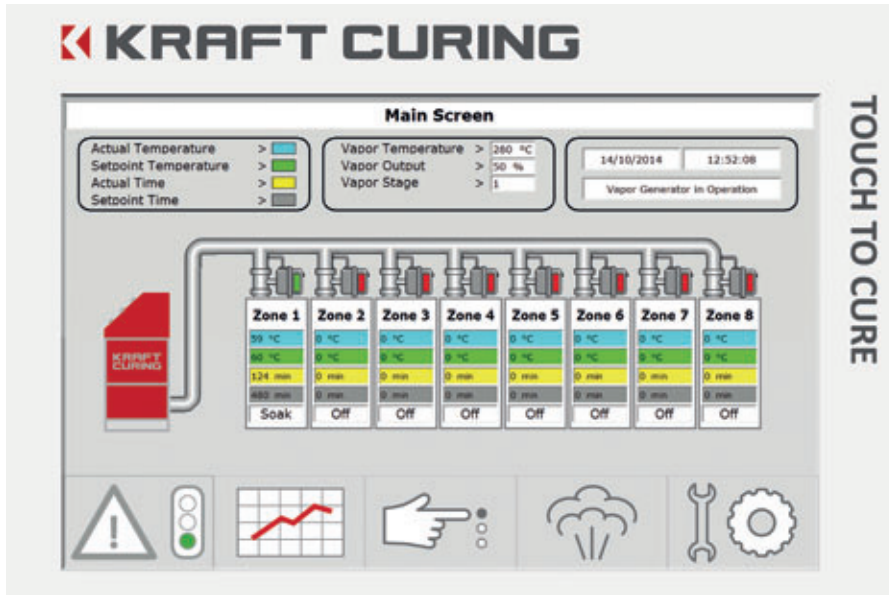 KRAFT CURING
TOUCH TO CURE
Main Screen
Actual Temperature >
Setpoint Temperature >
Actual Time >
Setpoint Time >
Vapor Temperature > 280 °C
Vapor Output > 50 %
Vapor Stage > 1
14/10/2014 12:52:08
Vapor Generator in Operation
KRAFT
CURING
Zone 1 Zone 2 Zone 3 Zone 4 Zone 5 Zone 6 Zone 7 Zone 8
59 °C 0 °C 0 °C 0 °C 0 °C 0 °C 0 °C 0 °C
60 °C 0 °C 0 °C 0 °C 0 °C 0 °C 0 °C 0 °C
124 min 0 min 0 min 0 min 0 min 0 min 0 min 0 min
480 min 0 min 0 min 0 min 0 min 0 min 0 min 0 min
Soak Off Off Off Off Off Off Off